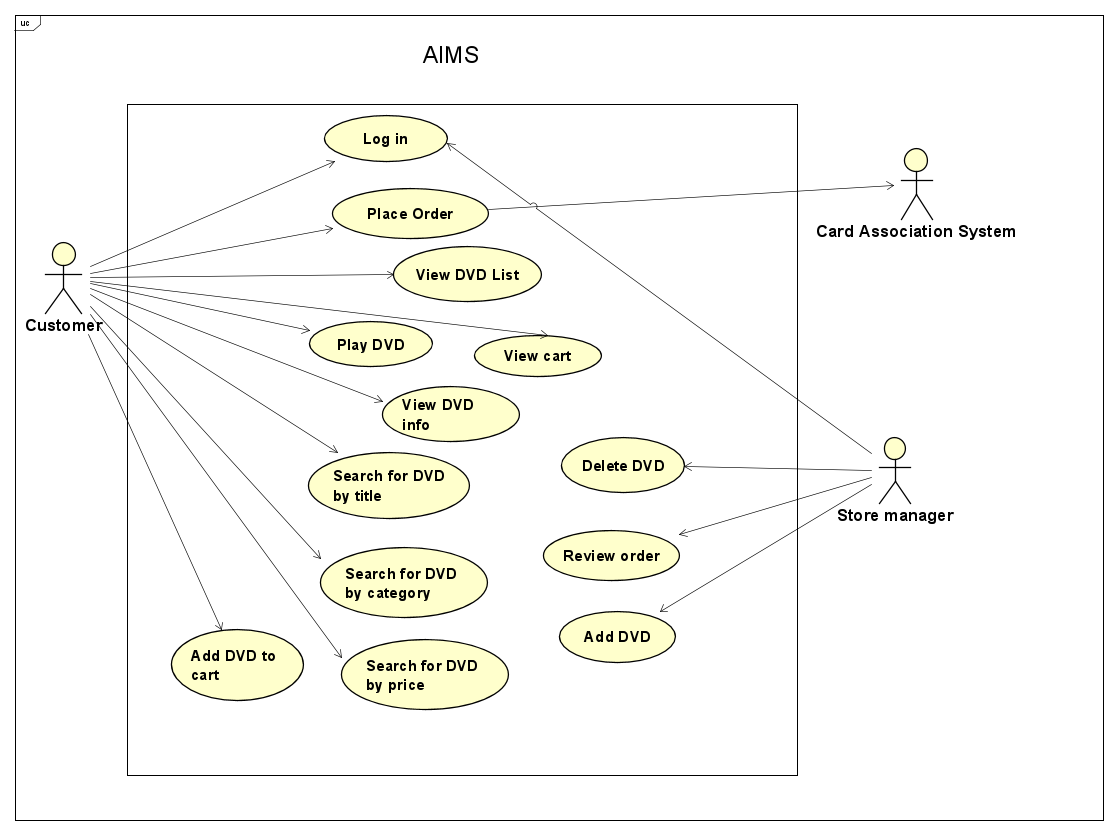 uc
AIMS
Log in
Place Order
Card Association System
View DVD List
Customer
Play DVD
View cart
View DVD
info
Delete DVD
Search for DVD
by title
Store manager
Review order
Search for DVD
by category
Add DVD
Add DVD to
cart
Search for DVD
by price